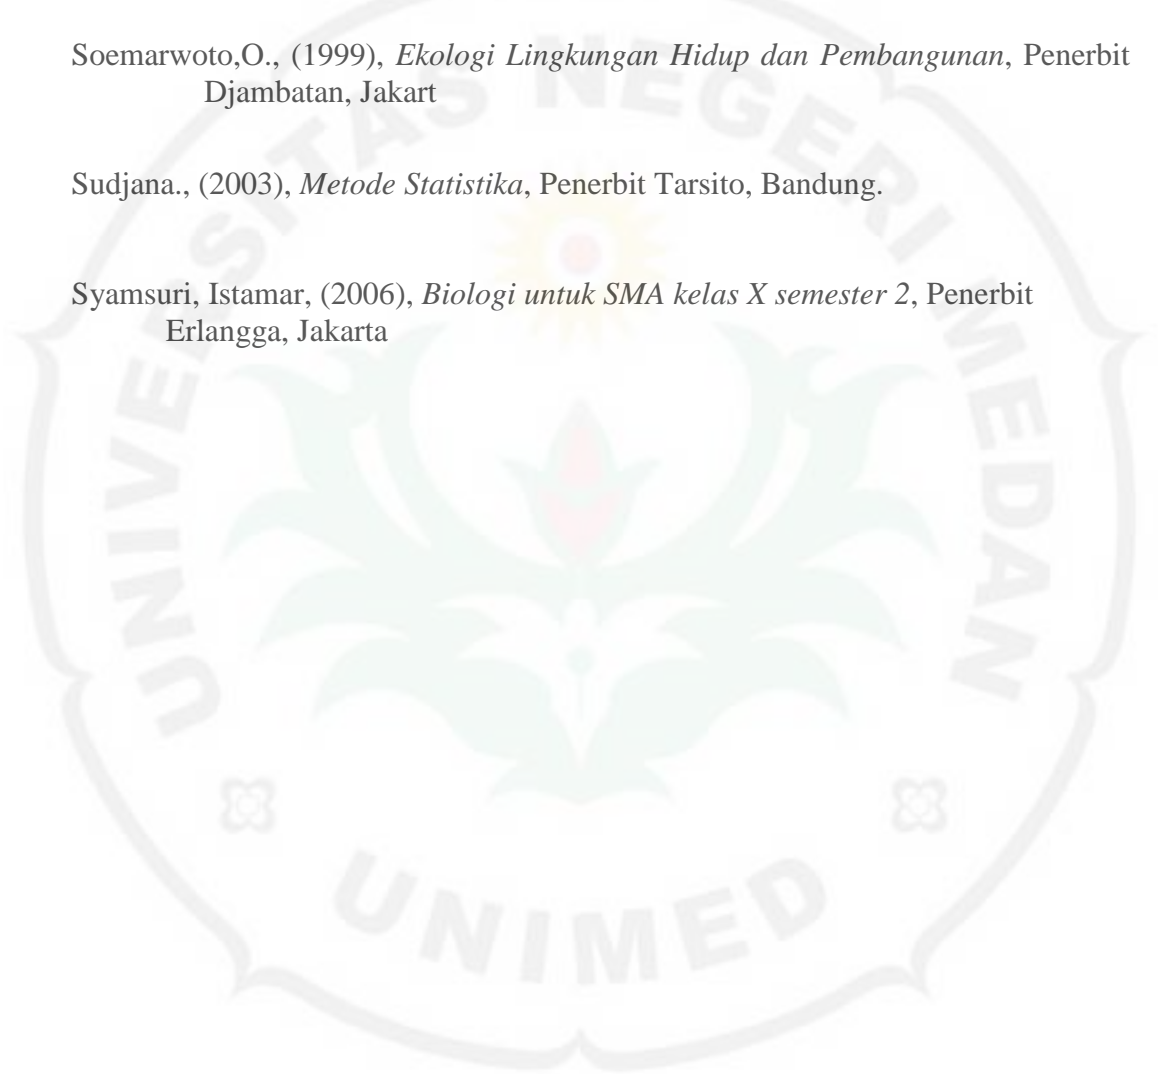 Soemarwoto,O., (1999), Ekologi Lingkungan Hidup dan Pembangunan, Penerbit
Djambatan, Jakart
Sudjana., (2003), Metode Statistika, Penerbit Tarsito, Bandung.
Syamsuri, Istamar, (2006), Biologi untuk SMA kelas X semester 2, Penerbit
Erlangga, Jakarta
UNIVERSITAS NEGERI MEDAN
UNIMED